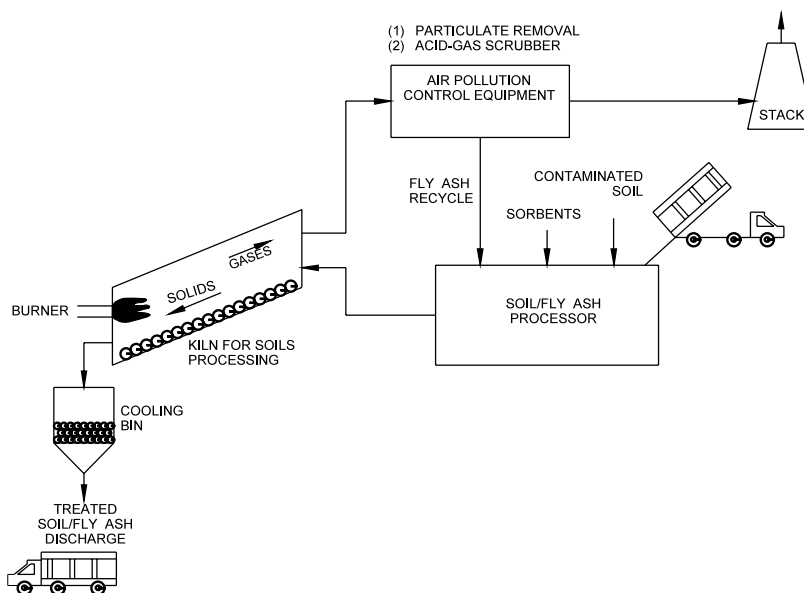 (1) PARTICULATE REMOVAL
(2) ACID-GAS SCRUBBER
AIR POLLUTION
CONTROL EQUIPMENT
STACK
FLY ASH
RECYCLE
SORBENTS
CONTAMINATED
SOIL
GASES
SOLIDS
BURNER
SOIL/FLY ASH
PROCESSOR
KILN FOR SOILS
PROCESSING
COOLING
BIN
TREATED
SOIL/FLY ASH
DISCHARGE